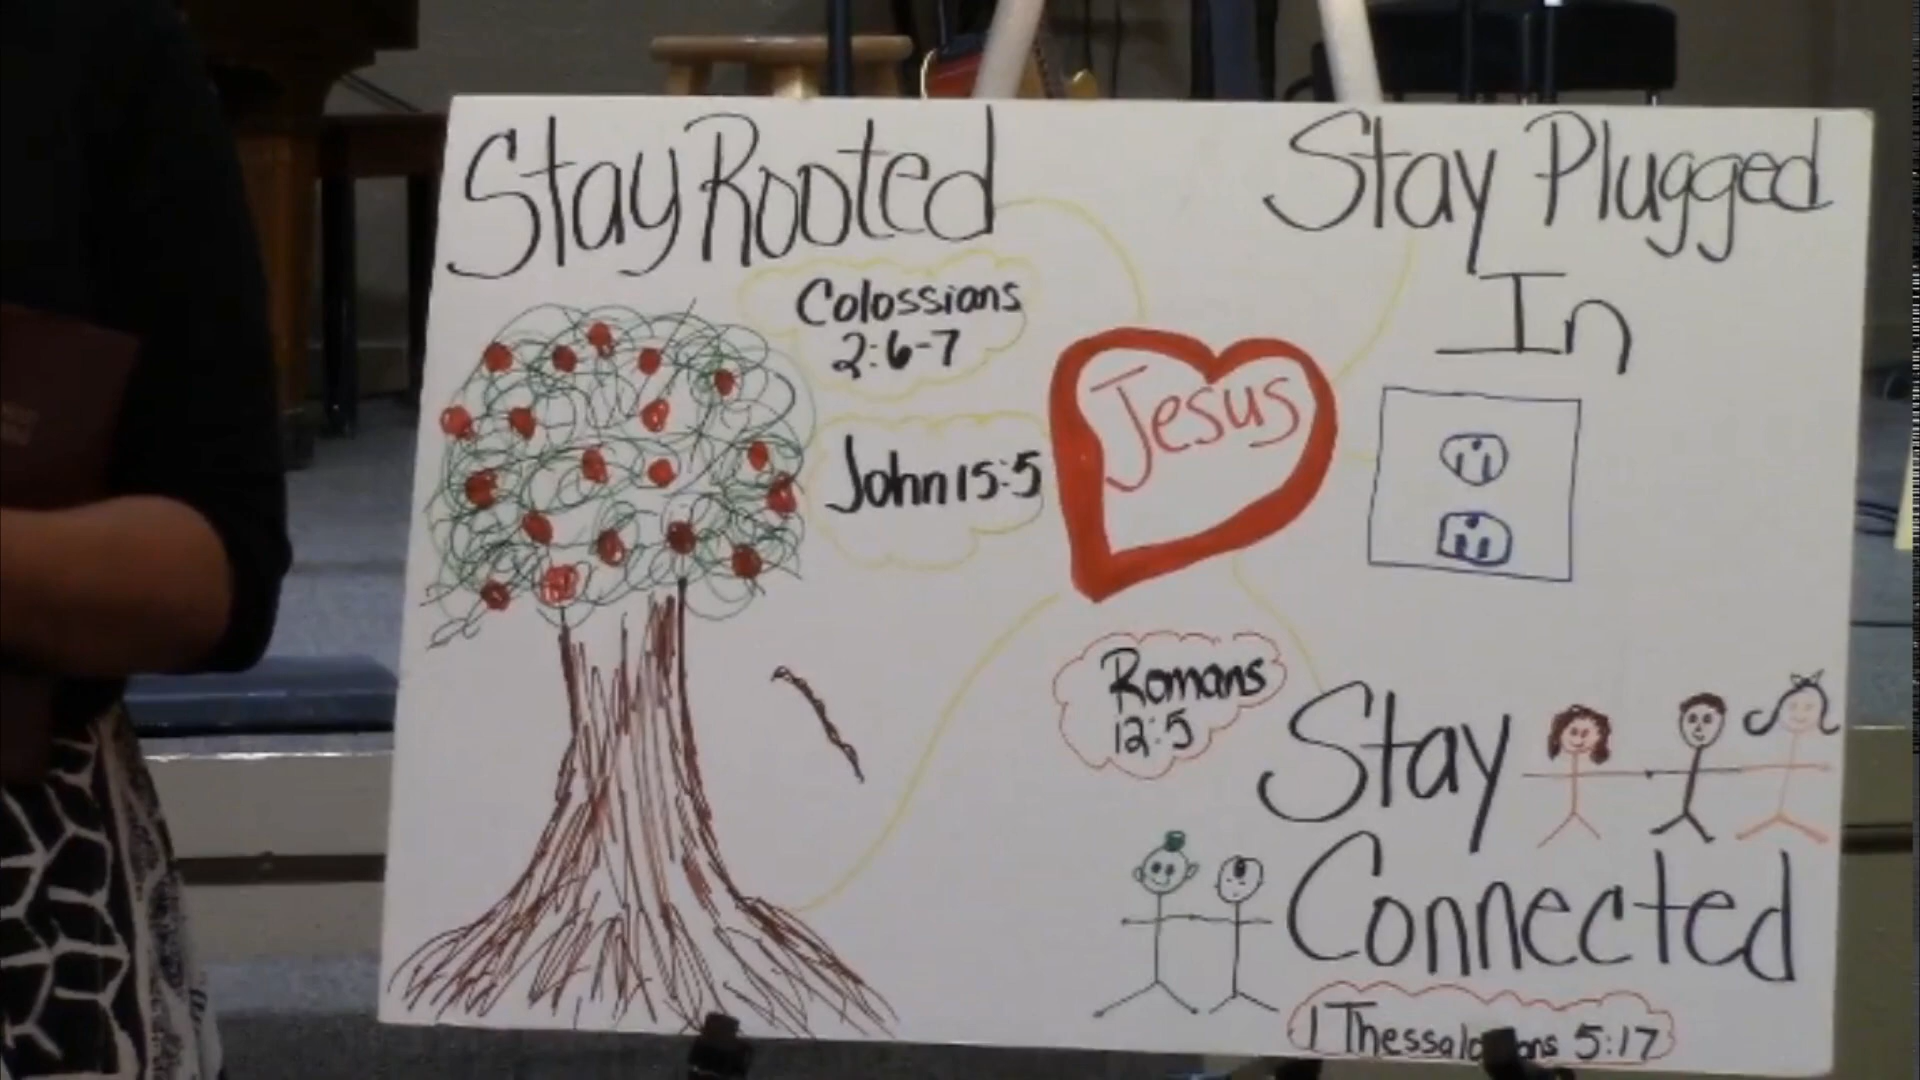 Stay Rooted
Colossians
2:6-7
John 15:5
Jesus
Stay Plugged
In
Romans
12:5
Stay
Connected
1 Thessalonians 5:17